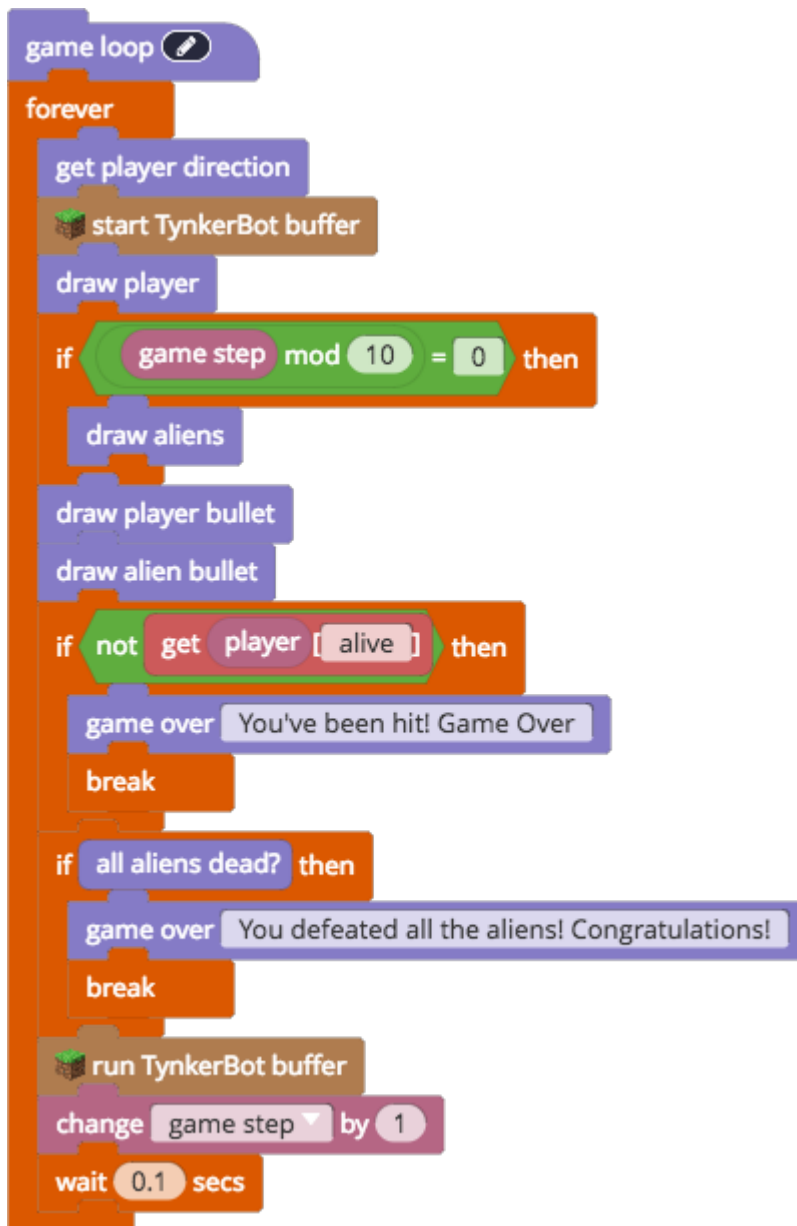 game loop
forever
get player direction
start TynkerBot buffer
draw player
if game step mod 10 = 0 then
draw aliens
draw player bullet
draw alien bullet
if not get player [ alive ] then
game over You've been hit! Game Over
break
if all aliens dead? then
game over You defeated all the aliens! Congratulations!
break
run TynkerBot buffer
change game step by 1
wait 0.1 secs